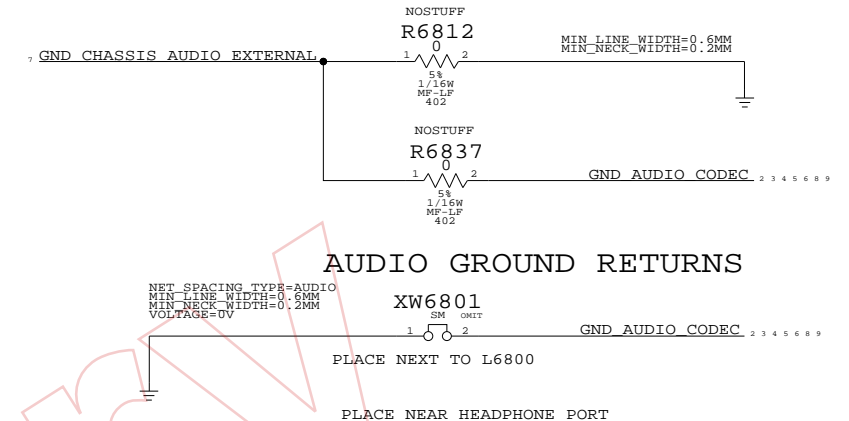 NOSTUFF
R6812
0
7 GND_CHASSIS_AUDIO_EXTERNAL
1 2
MIN_LINE_WIDTH=0.6MM
MIN_NECK_WIDTH=0.2MM
5%
1/16W
MF-LF
402
NOSTUFF
R6837
0
1 2
GND_AUDIO_CODEC 2 3 4 5 6 8 9
5%
1/16W
MF-LF
402
AUDIO GROUND RETURNS
NET_SPACING_TYPE=AUDIO
MIN_LINE_WIDTH=0.6MM
MIN_NECK_WIDTH=0.2MM
VOLTAGE=0V
XW6801
SM OMIT
1 2
GND_AUDIO_CODEC 2 3 4 5 6 8 9
PLACE NEXT TO L6800
PLACE NEAR HEADPHONE PORT